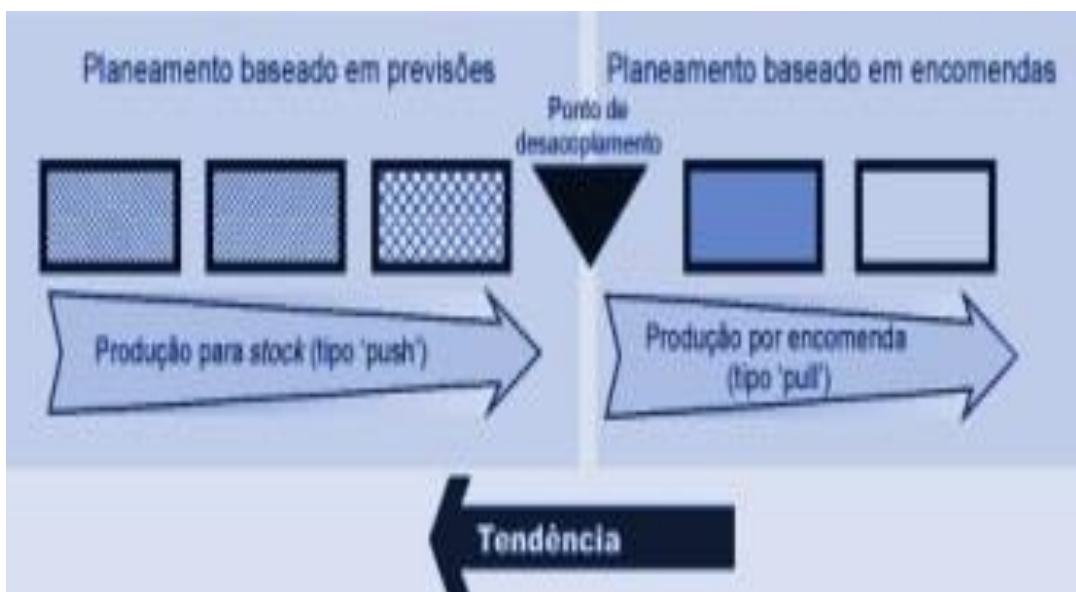 Planeamento baseado em previsões
Planeamento baseado em encomendas
Ponto de
desacoplamento
Produção para stock (tipo 'push')
Produção por encomenda
(tipo 'pull')
Tendência